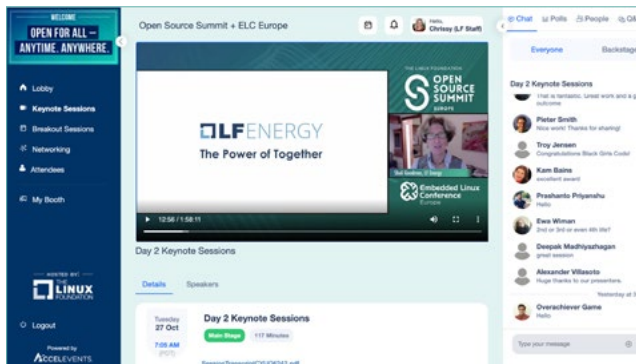 WELCOME
OPEN FOR ALL –
ANYTIME. ANYWHERE.
Lobby
Keynote Sessions
Breakout Sessions
Networking
Attendees
My Booth
HOSTED BY:
THE
LINUX
FOUNDATION
Logout
Powered by
ACCELEVENTS
Open Source Summit + ELC Europe
Hello,
Chrissy (LF Staff)
LFENERGY
The Power of Together
THE LINUX FOUNDATION
OPEN
SOURCE
SUMMIT
EUROPE
Embedded Linux
Conference
Europe
12:56 / 1:58:11
Day 2 Keynote Sessions
Details
Speakers
Tuesday
27 Oct
7:05 AM
Day 2 Keynote Sessions
Main Stage
117 Minutes
Chat
Polls
People
Everyone
Backstage
Day 2 Keynote Sessions
That is fantastic. Great work and a g
outcome
Pieter Smith
Nice work! Thanks for sharing!
Troy Jensen
Congratulations Black Girls Code!
Kam Bains
excellent award
Prashanto Priyanshu
Hello
Ewa Wiman
2nd or 3rd or even 4th life?
Deepak Madhiyazhagan
great session
Alexander Villasoto
Huge thanks to our presenters.
Yesterday at
Overachiever Game
Hello
Type your message